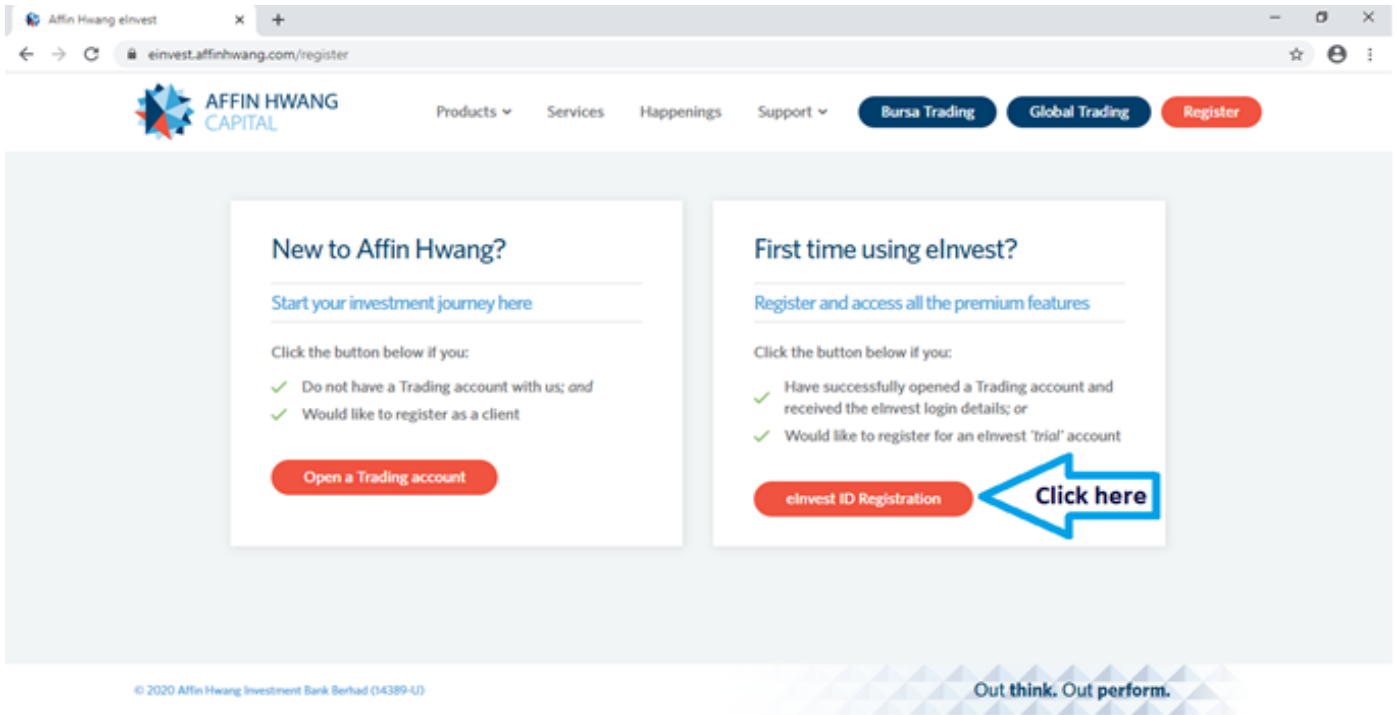 Affin Hwang eInvest
einvest.affinhwang.com/register
AFFIN HWANG
CAPITAL
Products
Services
Happenings
Support
Bursa Trading
Global Trading
Register
New to Affin Hwang?
Start your investment journey here
Click the button below if you:
Do not have a Trading account with us; and
Would like to register as a client
Open a Trading account
First time using eInvest?
Register and access all the premium features
Click the button below if you:
Have successfully opened a Trading account and
received the eInvest login details; or
Would like to register for an eInvest 'trial' account
eInvest ID Registration
Click here
© 2020 Affin Hwang Investment Bank Berhad (14389-U)
Out think. Out perform.